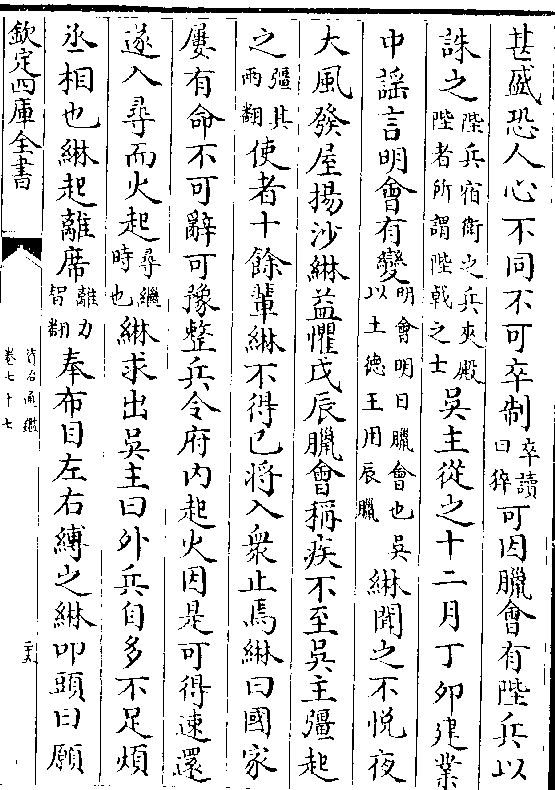 甚盛恐人心不同不可卒制卒讀曰猝可因臘會有陛兵以
誅之陛兵宿衛之兵夾殿陛者所謂陛戟之士吳主從之十二月丁卯建業
中謠言明會有變明會明日臘會也吳以土德王用辰臘綝聞之不悅夜
大風發屋揚沙綝益懼戊辰臘會稱疾不至吳主彊起
之彊其兩翻使者十餘輩綝不得已將入衆止焉綝曰國家
屢有命不可辭可豫整兵令府內起火因是可得速還
遂入尋而火起尋繼時也綝求出吳主曰外兵自多不足煩
丞相也綝起離席離力智翻奉布目左右縛之綝叩頭曰願
欽定四庫全書
資治通鑑
卷七十七